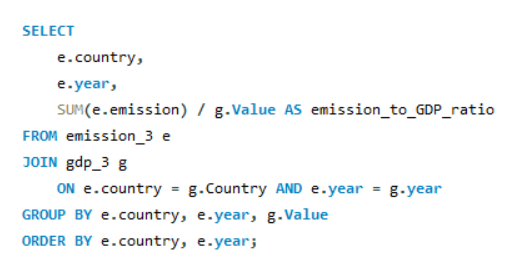 SELECT
    e.country,
    e.year,
    SUM(e.emission) / g.Value AS emission_to_GDP_ratio
FROM emission_3 e
JOIN gdp_3 g
    ON e.country = g.Country AND e.year = g.year
GROUP BY e.country, e.year, g.Value
ORDER BY e.country, e.year;